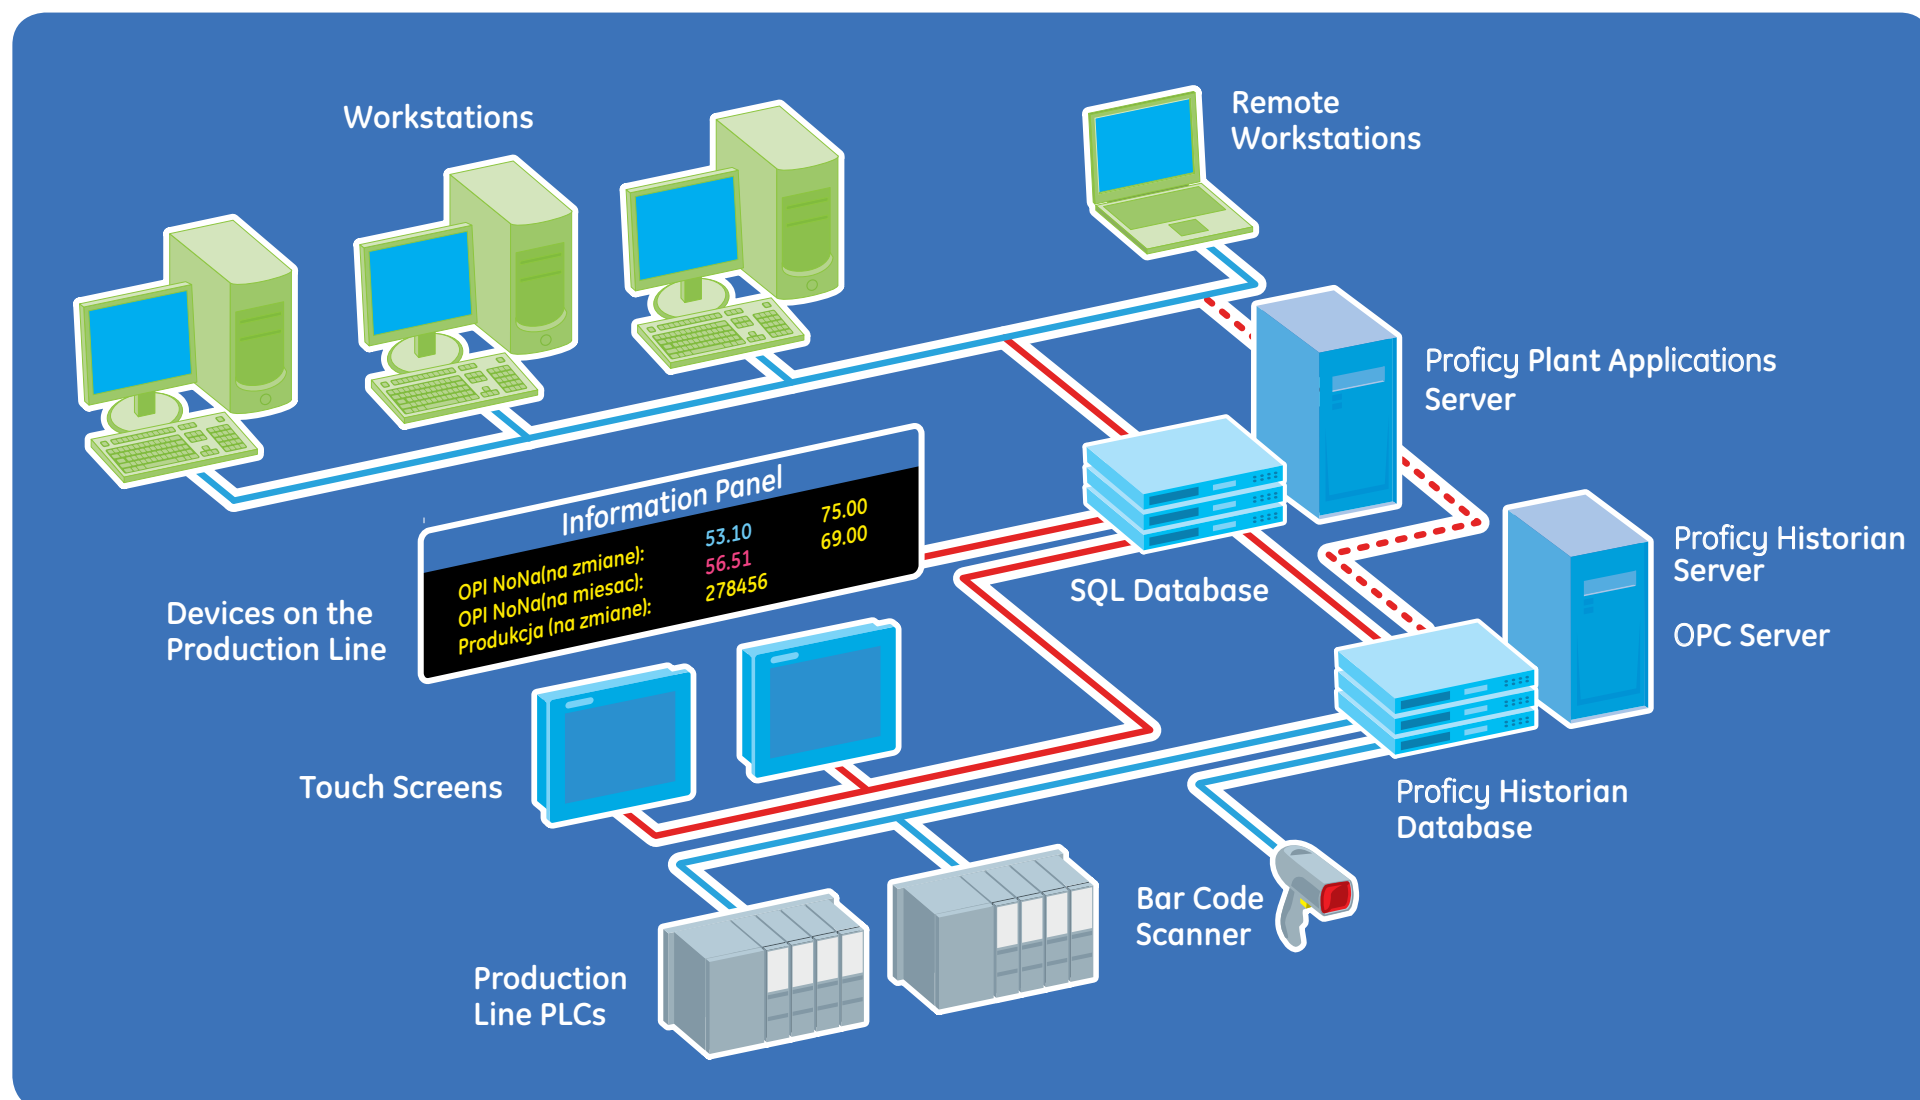 Workstations
Remote
Workstations
Proficy Plant Applications
Server
Information Panel
OPI NoNa(na zmiane): 53.10 75.00
OPI NoNa(na miesac): 56.51 69.00
Produkcja (na zmiane): 278456
Devices on the
Production Line
SQL Database
Proficy Historian
Server
OPC Server
Touch Screens
Proficy Historian
Database
Bar Code
Scanner
Production
Line PLCs